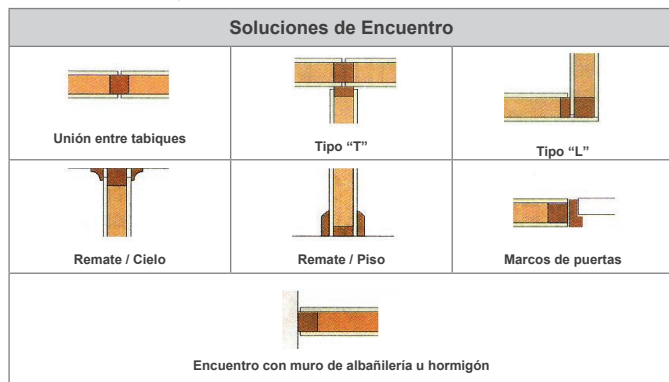 Soluciones de Encuentro
Unión entre tabiques
Tipo “T”
Tipo “L”
Remate / Cielo
Remate / Piso
Marcos de puertas
Encuentro con muro de albañilería u hormigón